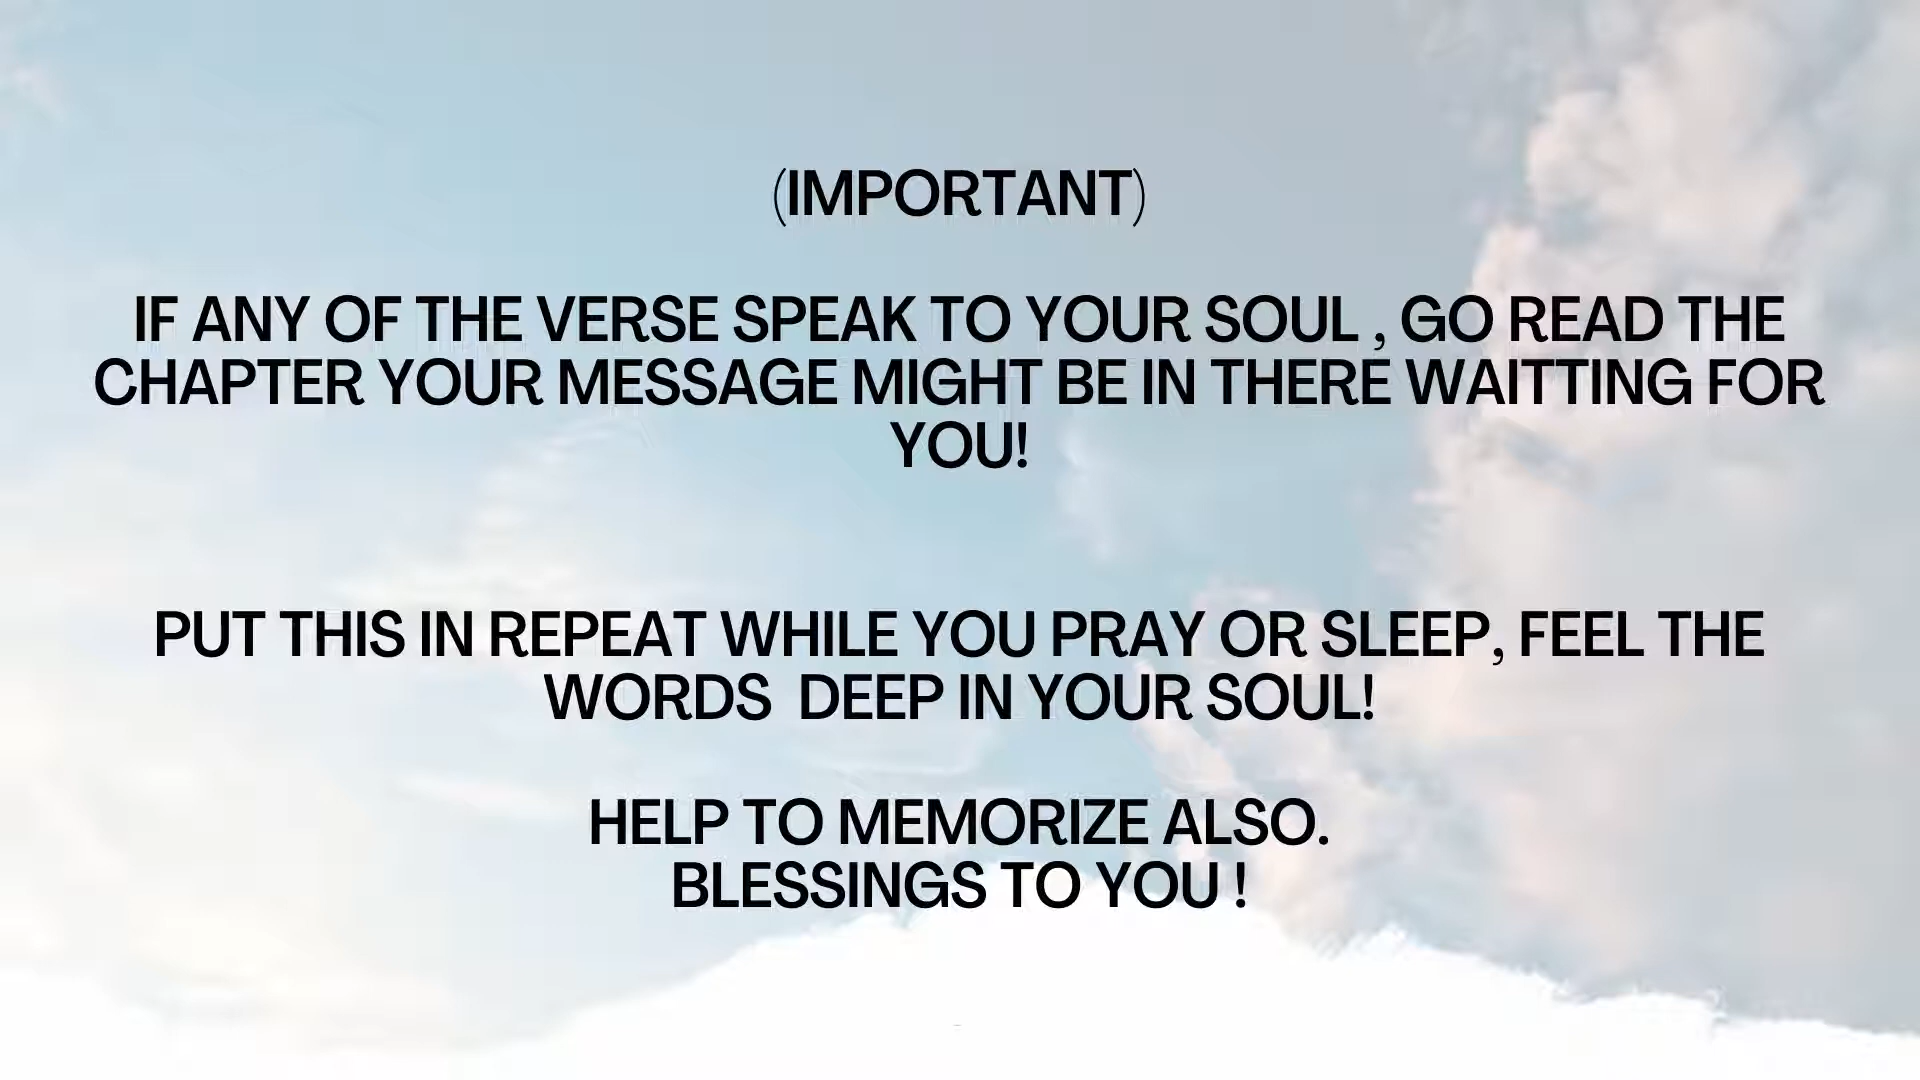 (IMPORTANT)
IF ANY OF THE VERSE SPEAK TO YOUR SOUL , GO READ THE
CHAPTER YOUR MESSAGE MIGHT BE IN THERE WAITTING FOR
YOU!
PUT THIS IN REPEAT WHILE YOU PRAY OR SLEEP, FEEL THE
WORDS  DEEP IN YOUR SOUL!
HELP TO MEMORIZE ALSO.
BLESSINGS TO YOU !